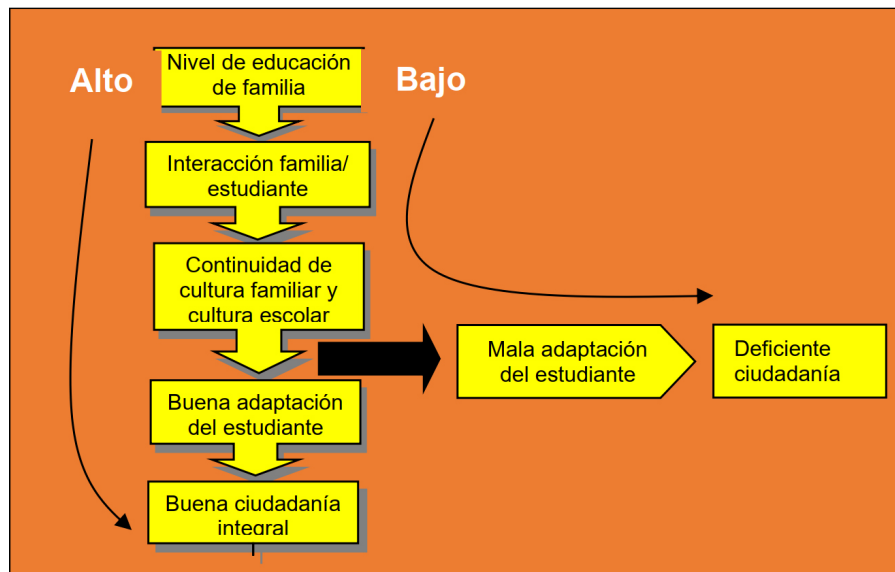 Alto
Nivel de educación
de familia
Bajo
Interacción familia/
estudiante
Continuidad de
cultura familiar y
cultura escolar
Mala adaptación
del estudiante
Deficiente
ciudadanía
Buena adaptación
del estudiante
Buena ciudadanía
integral